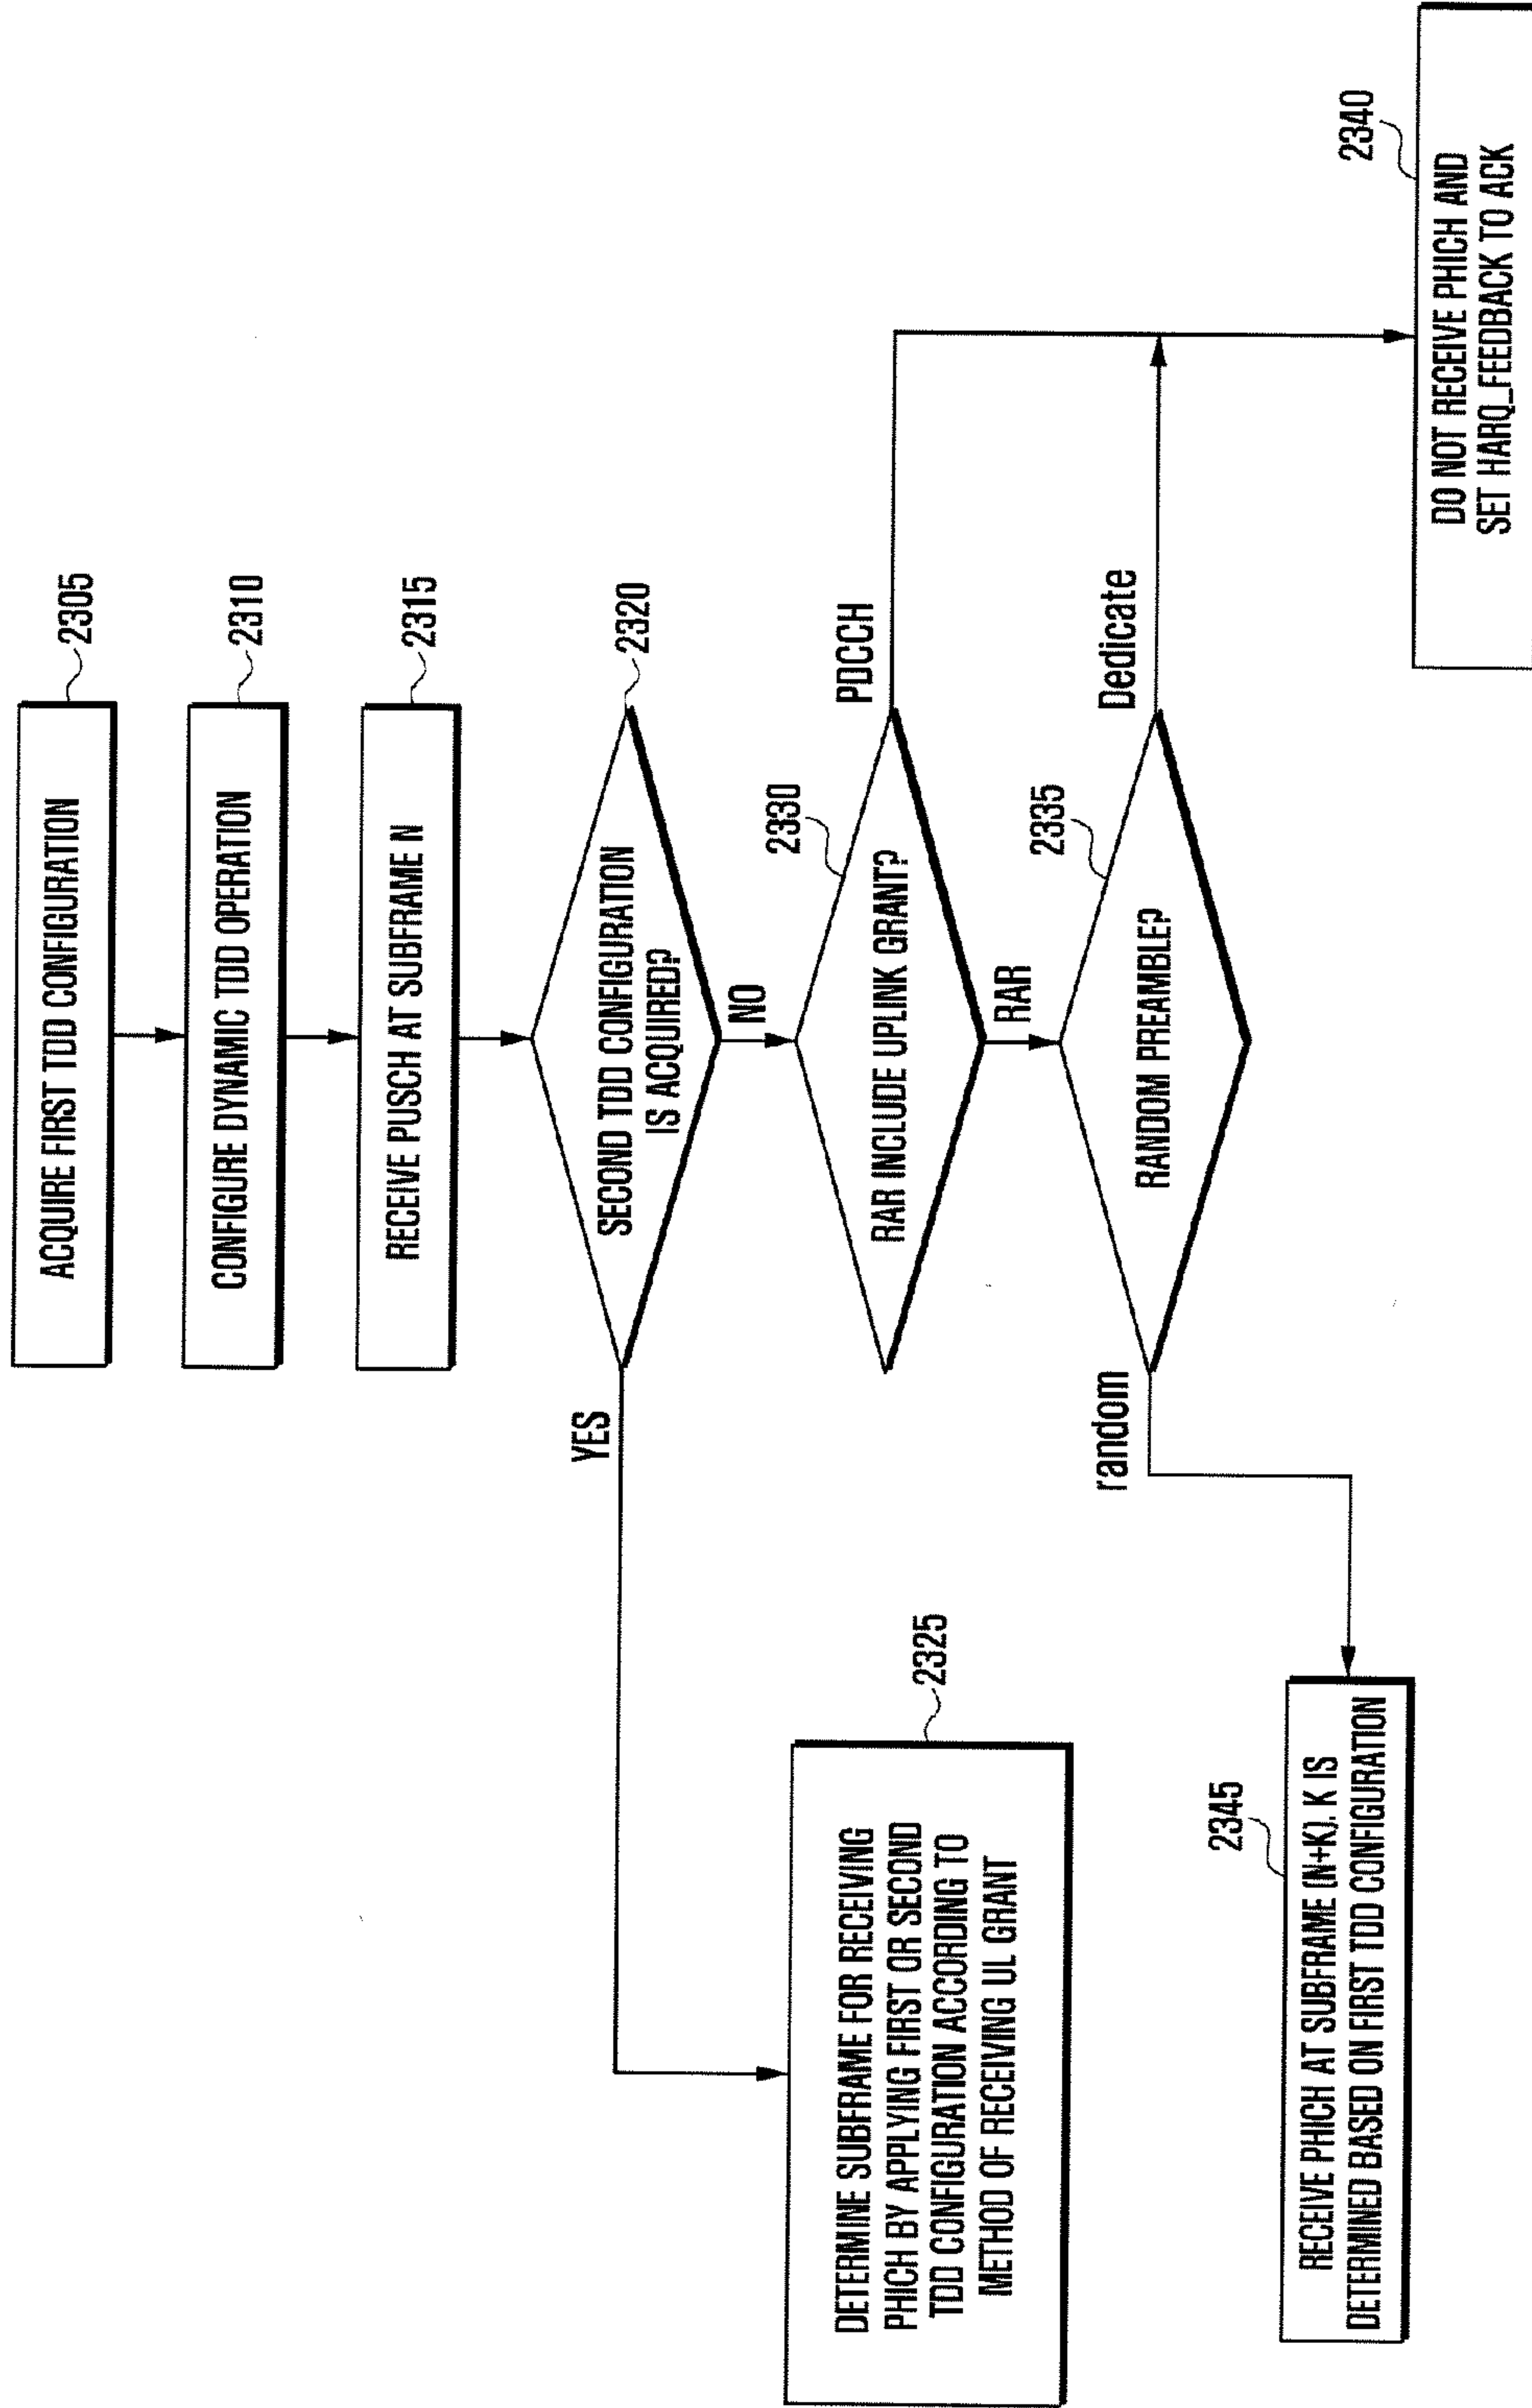 ACQUIRE FIRST TDD CONFIGURATION
2305
CONFIGURE DYNAMIC TDD OPERATION
2310
RECEIVE PUSCH AT SUBFRAME N
2315
SECOND TDD CONFIGURATION
IS ACQUIRED?
2320
YES
NO
DETERMINE SUBFRAME FOR RECEIVING
PHICH BY APPLYING FIRST OR SECOND
TDD CONFIGURATION ACCORDING TO
METHOD OF RECEIVING UL GRANT
2325
RAR INCLUDE UPLINK GRANT?
2330
PDCCH
RAR
RANDOM PREAMBLE?
2335
Dedicate
random
RECEIVE PHICH AT SUBFRAME (N+K). K IS
DETERMINED BASED ON FIRST TDD CONFIGURATION
2345
DO NOT RECEIVE PHICH AND
SET HARQ_FEEDBACK TO ACK
2340